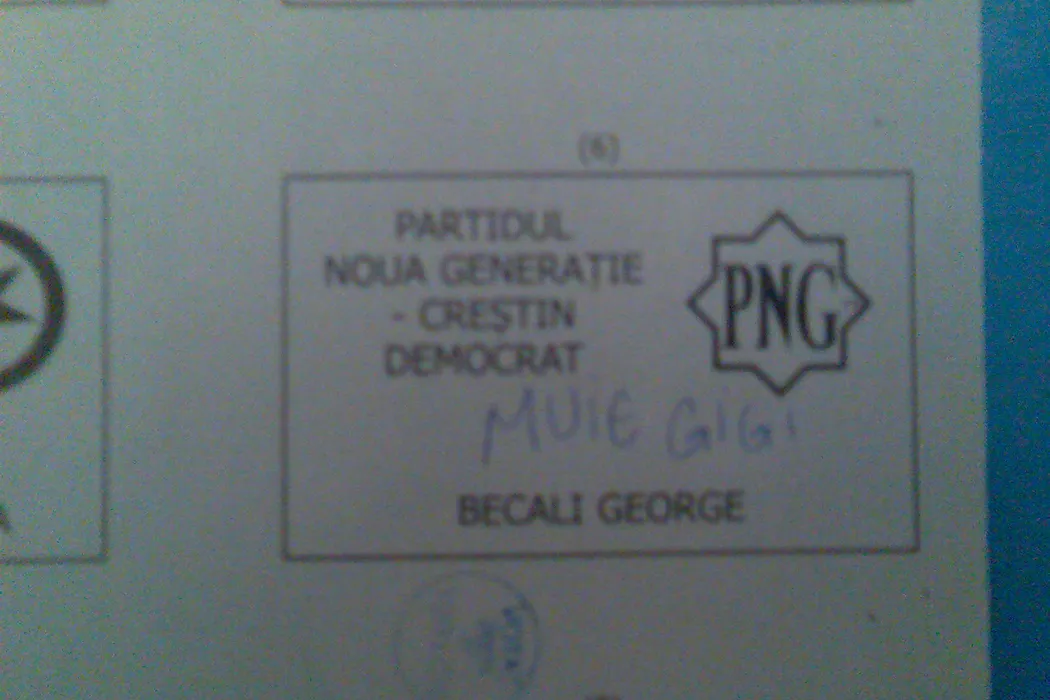 (6)
PARTIDUL
NOUA GENERAȚIE
- CREȘTIN
DEMOCRAT
PNG
MUIE GIGI
BECALI GEORGE
A